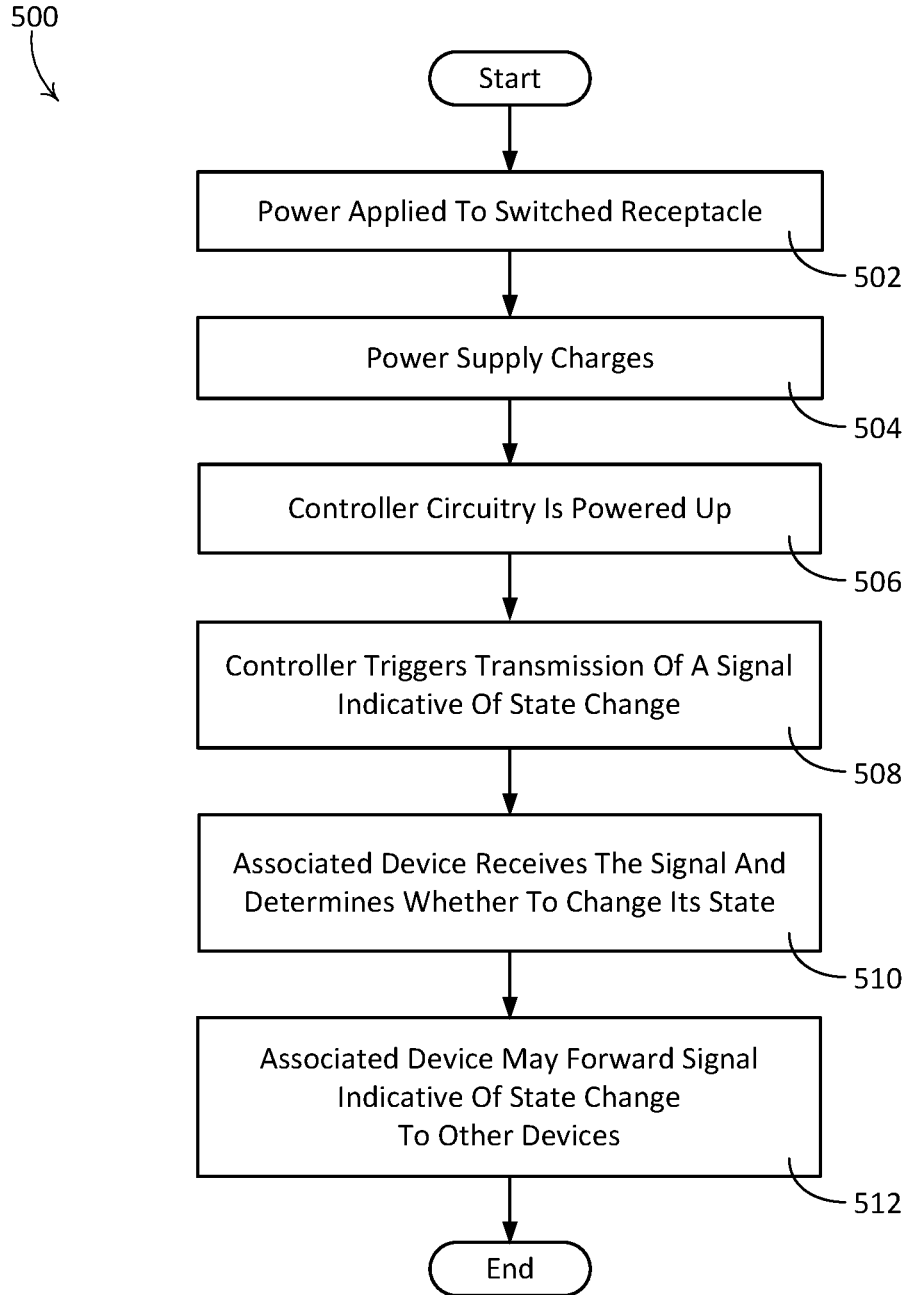 500
Start
Power Applied To Switched Receptacle
502
Power Supply Charges
504
Controller Circuitry Is Powered Up
506
Controller Triggers Transmission Of A Signal
Indicative Of State Change
508
Associated Device Receives The Signal And
Determines Whether To Change Its State
510
Associated Device May Forward Signal
Indicative Of State Change
To Other Devices
512
End